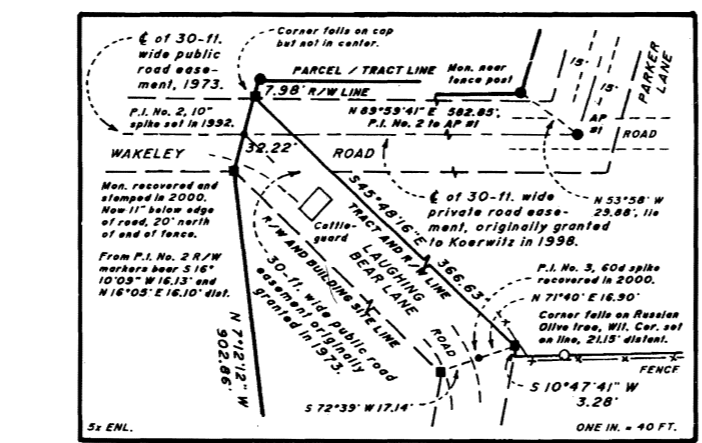 ℄ of 30-ft.
wide public
road ease-
ment, 1973.
Corner falls on cap
but not in center.
PARCEL / TRACT LINE
Mon. near
fence post
7.98' R/W LINE
15'
15'
PARKER
LANE
P.I. No. 2, 10"
spike set in 1992.
N 89°59'41" E 582.85',
P.I. No. 2 to AP #1
AP
#1
ROAD
32.22'
WAKELEY
ROAD
Mon. recovered and
stamped in 2000.
Now 11" below edge
of road, 20' north
of end of fence.
From P.I. No. 2 R/W
markers bear S 16°
10'09" W 16.13' and
N 16°05' E 16.10' dist.
Cattle-
guard
S45°48'16"E 366.63'
TRACT AND R/W LINE
LAUGHING
BEAR LANE
R/W AND BUILDING SITE LINE
30-ft. wide public road
easement originally
granted in 1973.
℄ of 30-ft. wide
private road ease-
ment, originally granted
to Koerwitz in 1998.
N 53°58' W
29.88', tie
P.I. No. 3, 60d spike
recovered in 2000.
N 71°40' E 16.90'
Corner falls on Russian
Olive tree, Wit. Cor. set
on line, 21.15' distant.
N 7°12'12" W
902.86'
ROAD
FENCE
S 10°47'41" W
3.28'
S 72°39' W 17.14'
5x ENL.
ONE IN. = 40 FT.